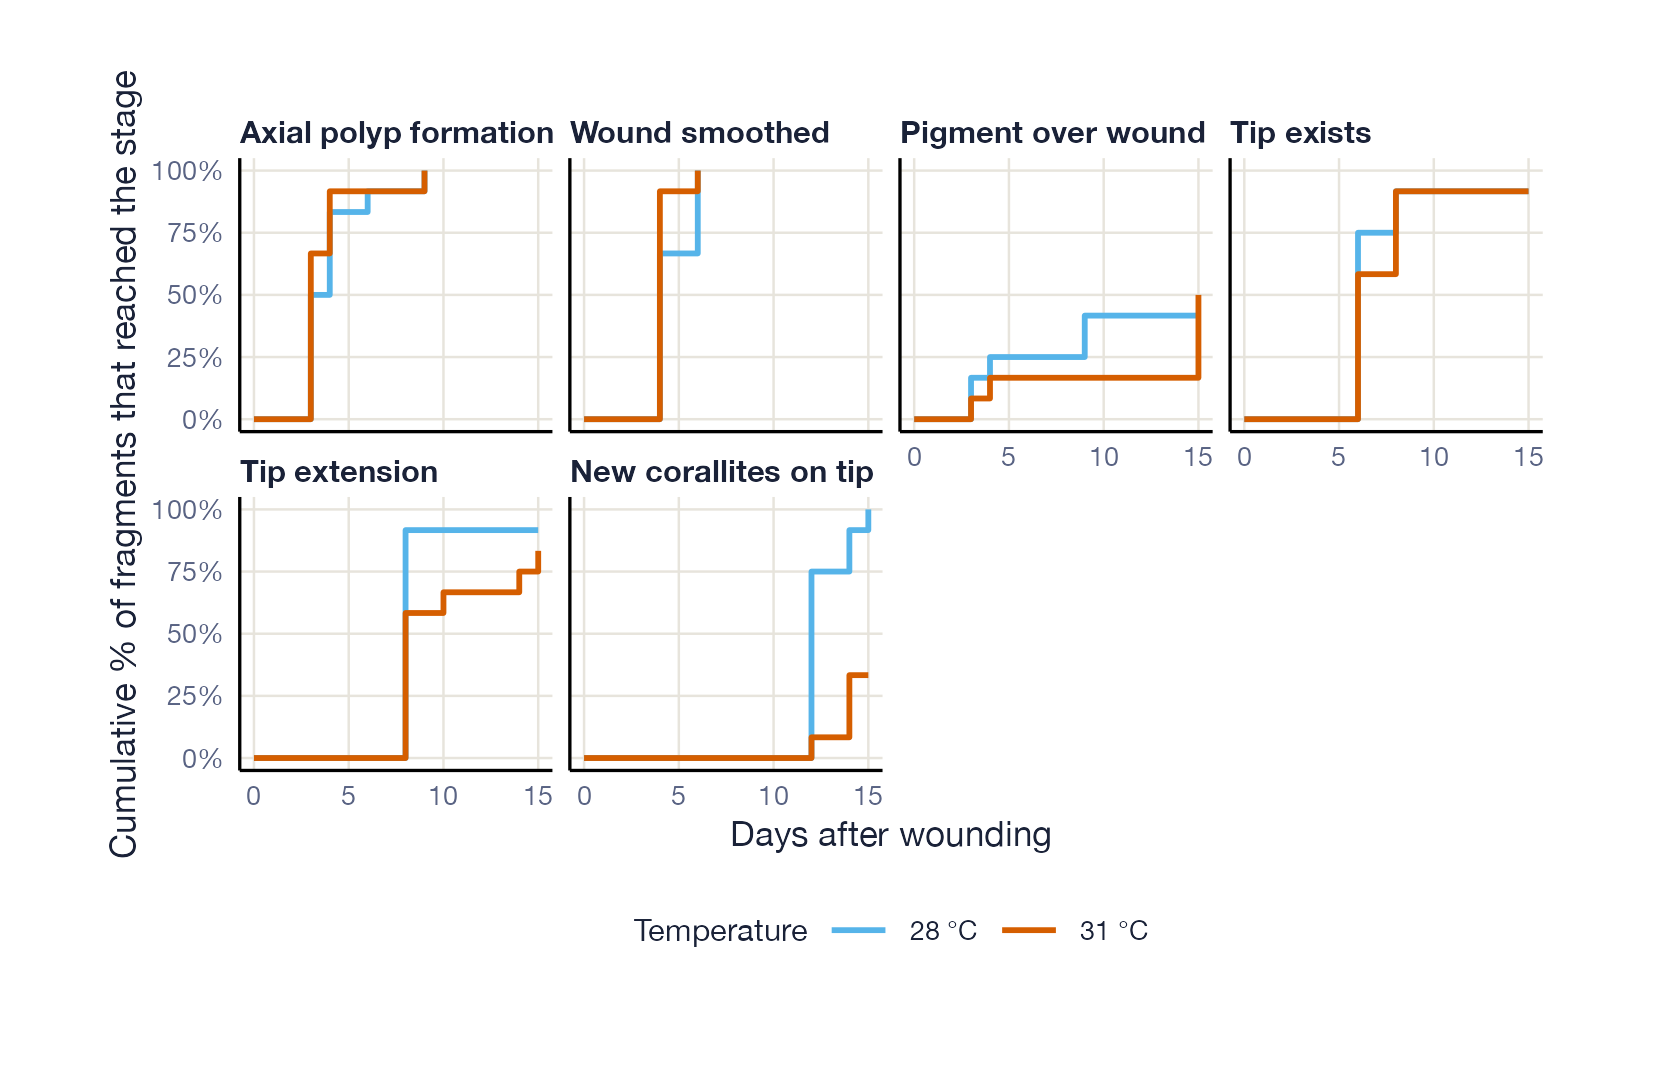 Cumulative % of fragments that reached the stage
Axial polyp formation
Wound smoothed
Pigment over wound
Tip exists
100%
75%
50%
25%
0%
0 5 10 15
0 5 10 15
Tip extension
New corallites on tip
100%
75%
50%
25%
0%
0 5 10 15
0 5 10 15
Days after wounding
Temperature 28 °C 31 °C